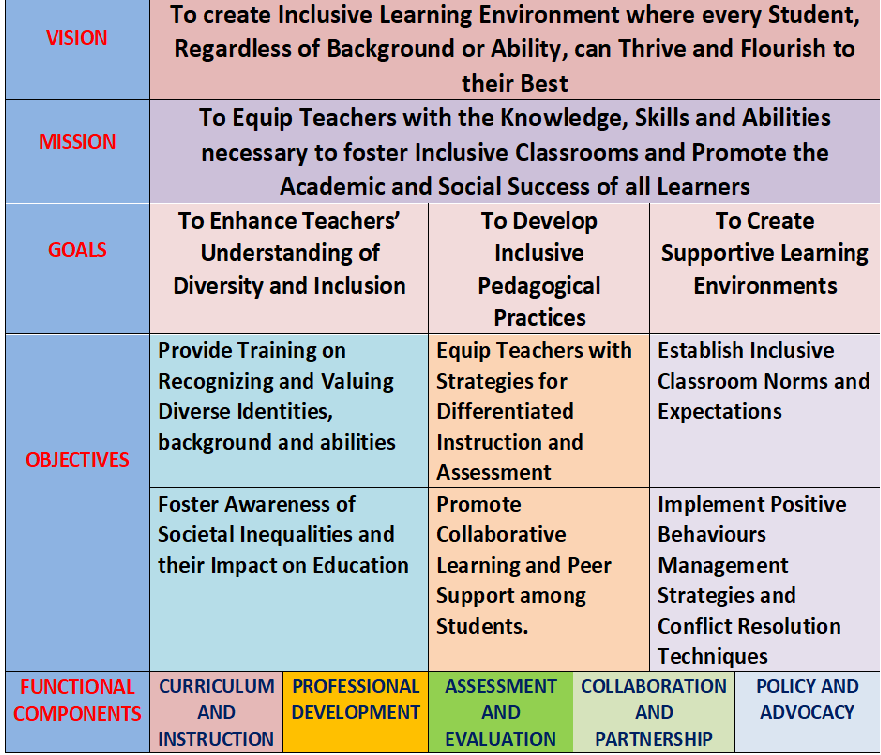 VISION
To create Inclusive Learning Environment where every Student,
Regardless of Background or Ability, can Thrive and Flourish to
their Best
MISSION
To Equip Teachers with the Knowledge, Skills and Abilities
necessary to foster Inclusive Classrooms and Promote the
Academic and Social Success of all Learners
GOALS
To Enhance Teachers’
Understanding of
Diversity and Inclusion
To Develop
Inclusive
Pedagogical
Practices
To Create
Supportive Learning
Environments
OBJECTIVES
Provide Training on
Recognizing and Valuing
Diverse Identities,
background and abilities
Equip Teachers with
Strategies for
Differentiated
Instruction and
Assessment
Establish Inclusive
Classroom Norms and
Expectations
Foster Awareness of
Societal Inequalities and
their Impact on Education
Promote
Collaborative
Learning and Peer
Support among
Students.
Implement Positive
Behaviours
Management
Strategies and
Conflict Resolution
Techniques
FUNCTIONAL
COMPONENTS
CURRICULUM
AND
INSTRUCTION
PROFESSIONAL
DEVELOPMENT
ASSESSMENT
AND
EVALUATION
COLLABORATION
AND
PARTNERSHIP
POLICY AND
ADVOCACY